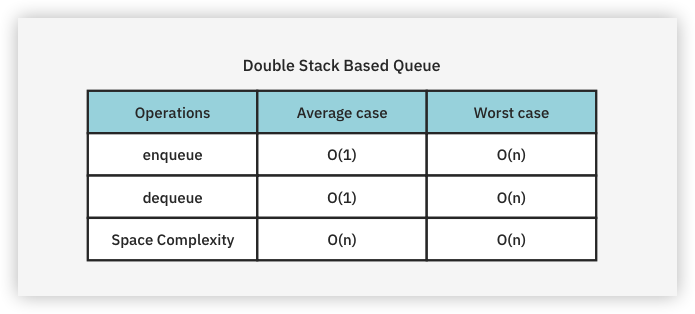 Double Stack Based Queue
Operations Average case Worst case
enqueue O(1) O(n)
dequeue O(1) O(n)
Space Complexity O(n) O(n)